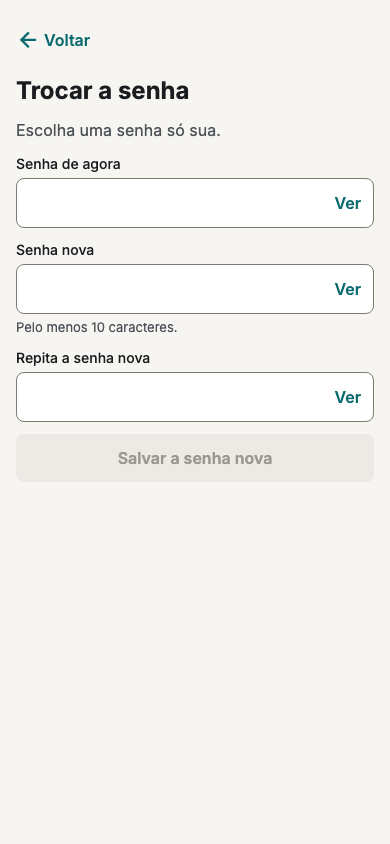 Voltar
Trocar a senha
Escolha uma senha só sua.
Senha de agora
Ver
Senha nova
Ver
Pelo menos 10 caracteres.
Repita a senha nova
Ver
Salvar a senha nova